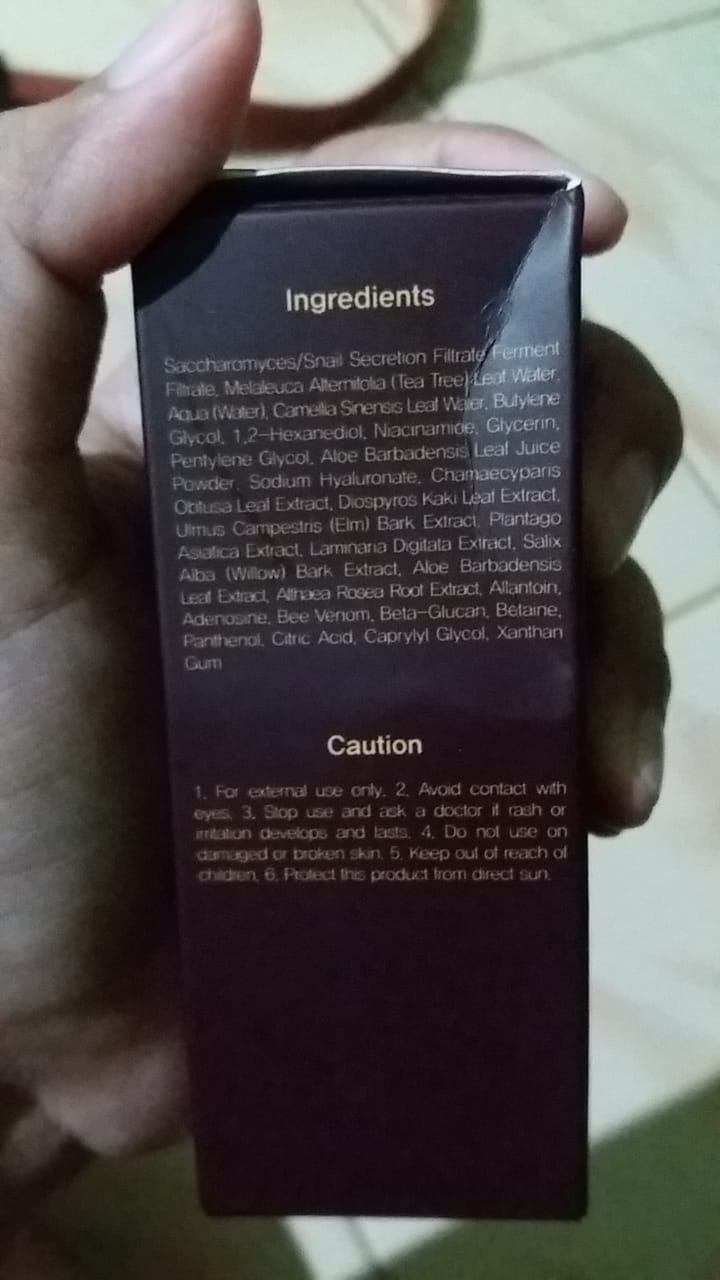 Ingredients
Saccharomyces/Snail Secretion Filtrate Ferment
Filtrate, Melaleuca Alternifolia (Tea Tree) Leaf Water,
Aqua (Water), Camellia Sinensis Leaf Water, Butylene
Glycol, 1,2-Hexanediol, Niacinamide, Glycerin,
Pentylene Glycol, Aloe Barbadensis Leaf Juice
Powder, Sodium Hyaluronate, Chamaecyparis
Obtusa Leaf Extract, Diospyros Kaki Leaf Extract,
Ulmus Campestris (Elm) Bark Extract, Plantago
Asiatica Extract, Laminaria Digitata Extract, Salix
Alba (Willow) Bark Extract, Aloe Barbadensis
Leaf Extract, Althaea Rosea Root Extract, Allantoin,
Adenosine, Bee Venom, Beta-Glucan, Betaine,
Panthenol, Citric Acid, Caprylyl Glycol, Xanthan
Gum
Caution
1. For external use only. 2. Avoid contact with
eyes. 3. Stop use and ask a doctor if rash or
irritation develops and lasts. 4. Do not use on
damaged or broken skin. 5. Keep out of reach of
children. 6. Protect this product from direct sun.